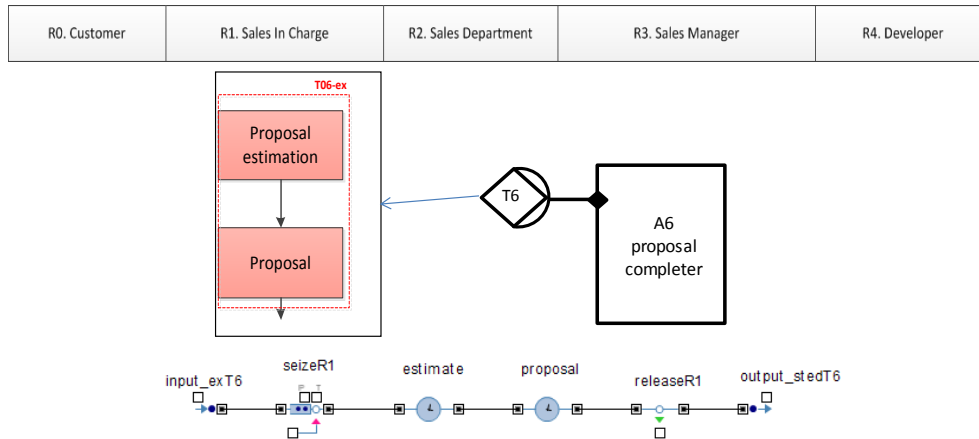 R0. Customer
R1. Sales In Charge
R2. Sales Department
R3. Sales Manager
R4. Developer
T06-ex
Proposal
estimation
Proposal
T6
A6
proposal
completer
input_exT6
seizeR1
P T
estimate
proposal
releaseR1
output_stedT6